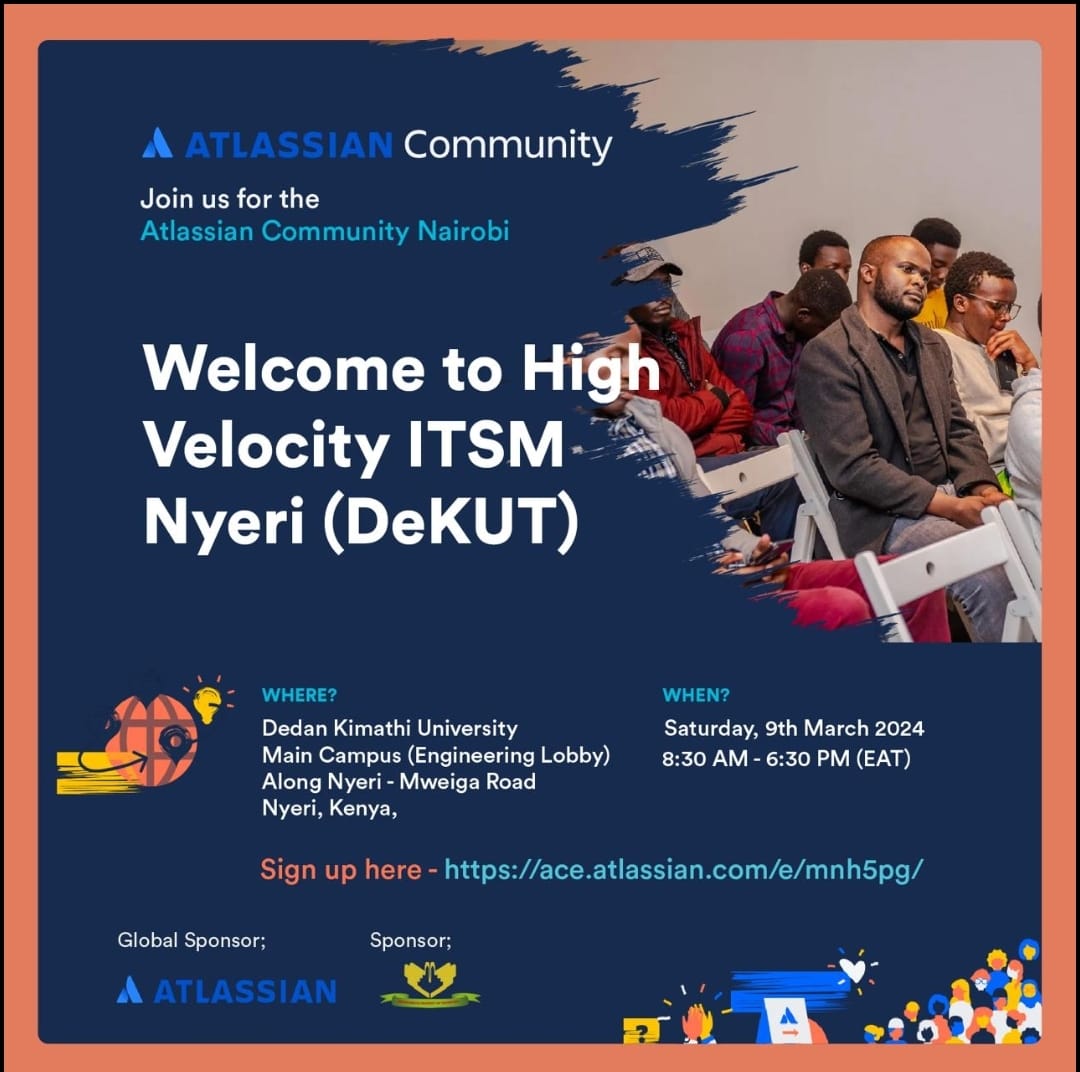 ATLASSIAN Community
Join us for the
Atlassian Community Nairobi
Welcome to High
Velocity ITSM
Nyeri (DeKUT)
WHERE?
Dedan Kimathi University
Main Campus (Engineering Lobby)
Along Nyeri - Mweiga Road
Nyeri, Kenya,
WHEN?
Saturday, 9th March 2024
8:30 AM - 6:30 PM (EAT)
Sign up here - https://ace.atlassian.com/e/mnh5pg/
Global Sponsor;
ATLASSIAN
Sponsor;
?